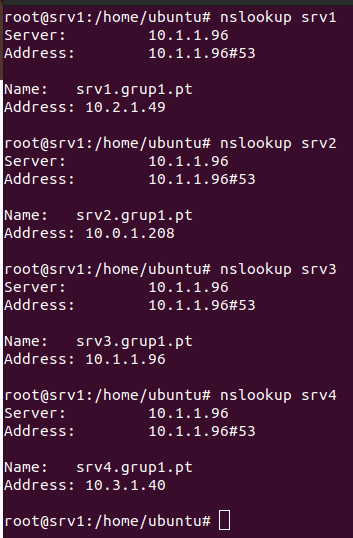 root@srv1:/home/ubuntu# nslookup srv1
Server:         10.1.1.96
Address:        10.1.1.96#53

Name:   srv1.grup1.pt
Address: 10.2.1.49

root@srv1:/home/ubuntu# nslookup srv2
Server:         10.1.1.96
Address:        10.1.1.96#53

Name:   srv2.grup1.pt
Address: 10.0.1.208

root@srv1:/home/ubuntu# nslookup srv3
Server:         10.1.1.96
Address:        10.1.1.96#53

Name:   srv3.grup1.pt
Address: 10.1.1.96

root@srv1:/home/ubuntu# nslookup srv4
Server:         10.1.1.96
Address:        10.1.1.96#53

Name:   srv4.grup1.pt
Address: 10.3.1.40

root@srv1:/home/ubuntu#